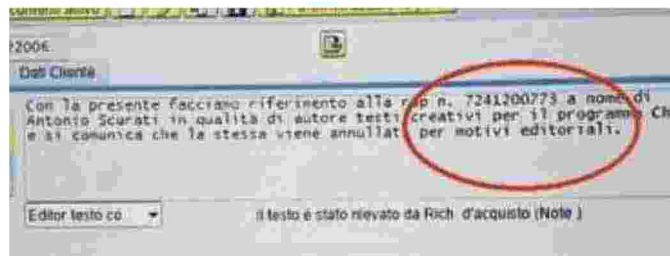 22006
Dati Cliente
Con la presente facciamo riferimento alla rdp n. 7241200773 a nome di
Antonio Scurati in qualità di autore testi creativi per il programma Ch
e si comunica che la stessa viene annullata per motivi editoriali.
Editor testo co
Il testo è stato rilevato da Rich. d'acquisto (Note )